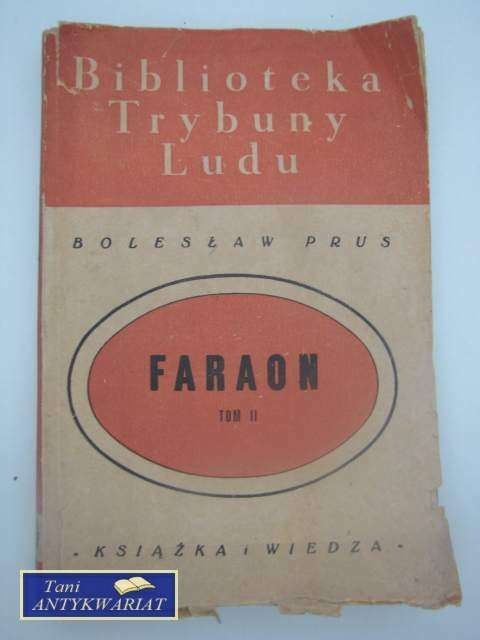 Biblioteka
Trybuny
Ludu
BOLESŁAW PRUS
FARAON
TOM II
- KSIĄŻKA i WIEDZA -
Tani
ANTYKWARIAT